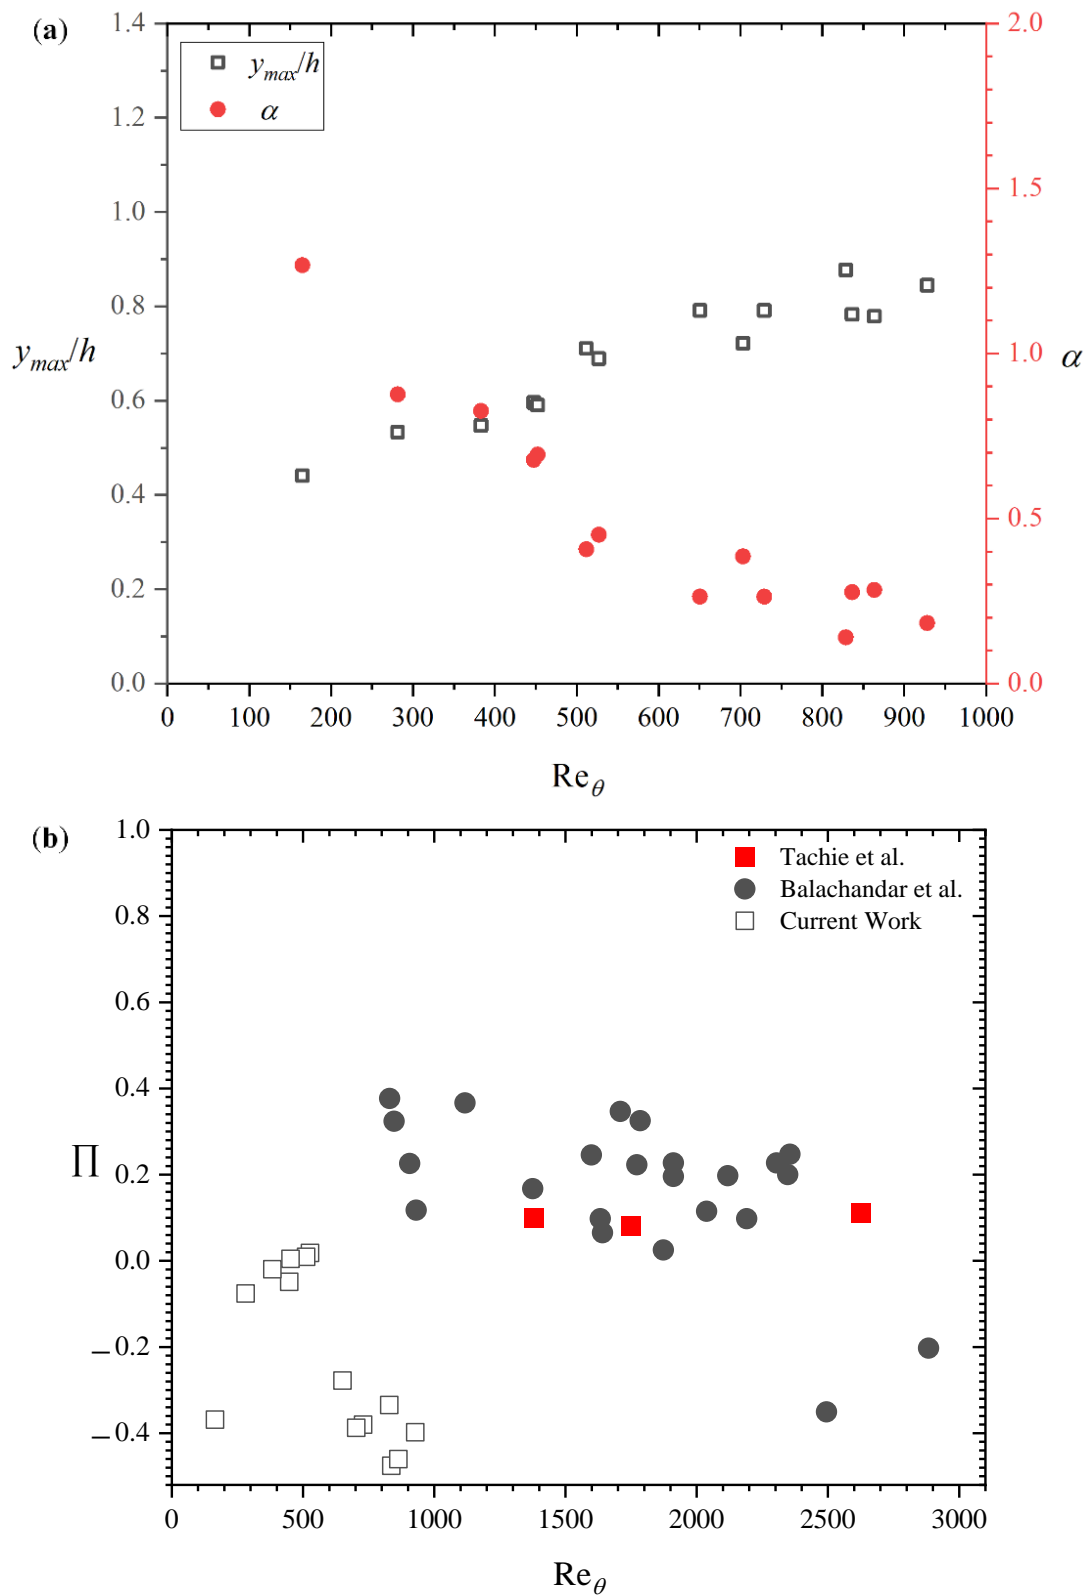 (a)
1.4
1.2
1.0
0.8
0.6
0.4
0.2
0.0
y_max/h
y_max/h
α
2.0
1.5
1.0
0.5
0.0
α
0 100 200 300 400 500 600 700 800 900 1000
Re_θ
(b)
1.0
0.8
0.6
0.4
0.2
0.0
−0.2
−0.4
∏
Tachie et al.
Balachandar et al.
Current Work
0 500 1000 1500 2000 2500 3000
Re_θ